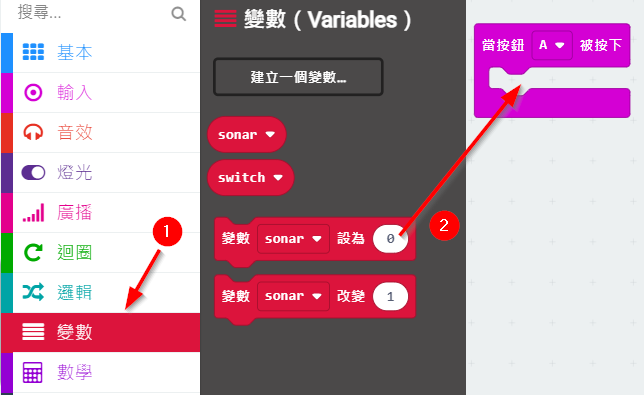 搜尋...
基本
輸入
音效
燈光
廣播
迴圈
邏輯
變數
數學
1
變數（Variables）
建立一個變數...
sonar
switch
變數 sonar 設為 0
變數 sonar 改變 1
2
當按鈕 A 被按下